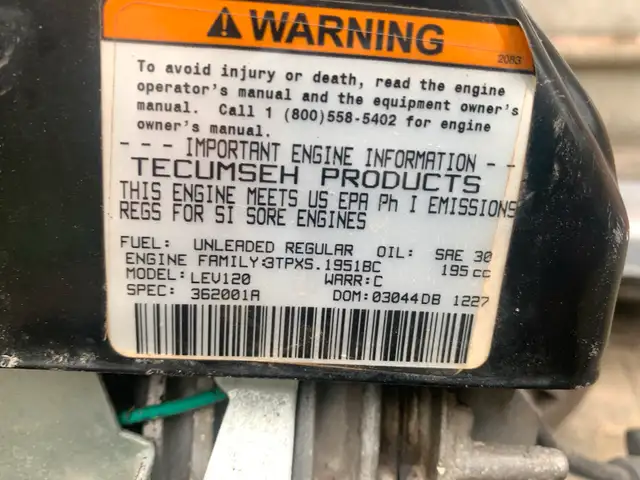 WARNING
2083
To avoid injury or death, read the engine
operator's manual and the equipment owner's
manual. Call 1 (800)558-5402 for engine
owner's manual.
- - - IMPORTANT ENGINE INFORMATION - -
TECUMSEH PRODUCTS
THIS ENGINE MEETS US EPA Ph I EMISSIONS
REGS FOR SI SORE ENGINES
FUEL: UNLEADED REGULAR OIL: SAE 30
ENGINE FAMILY:3TPXS.1951BC 195 cc
MODEL: LEV120 WARR: C
SPEC: 362001A DOM: 03044DB 1227